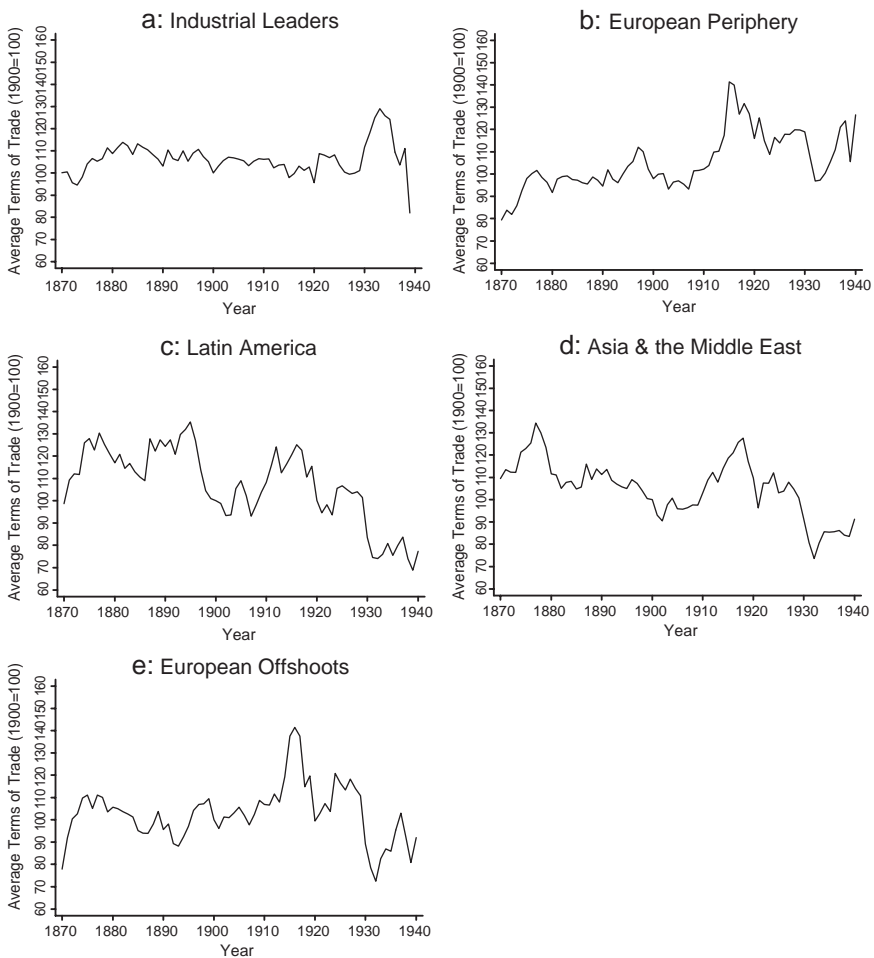 a: Industrial Leaders
Average Terms of Trade (1900=100)
60 70 80 90 100 110 120 130 140 150 160
1870 1880 1890 1900 1910 1920 1930 1940
Year
b: European Periphery
Average Terms of Trade (1900=100)
60 70 80 90 100 110 120 130 140 150 160
1870 1880 1890 1900 1910 1920 1930 1940
Year
c: Latin America
Average Terms of Trade (1900=100)
60 70 80 90 100 110 120 130 140 150 160
1870 1880 1890 1900 1910 1920 1930 1940
Year
d: Asia & the Middle East
Average Terms of Trade (1900=100)
60 70 80 90 100 110 120 130 140 150 160
1870 1880 1890 1900 1910 1920 1930 1940
Year
e: European Offshoots
Average Terms of Trade (1900=100)
60 70 80 90 100 110 120 130 140 150 160
1870 1880 1890 1900 1910 1920 1930 1940
Year